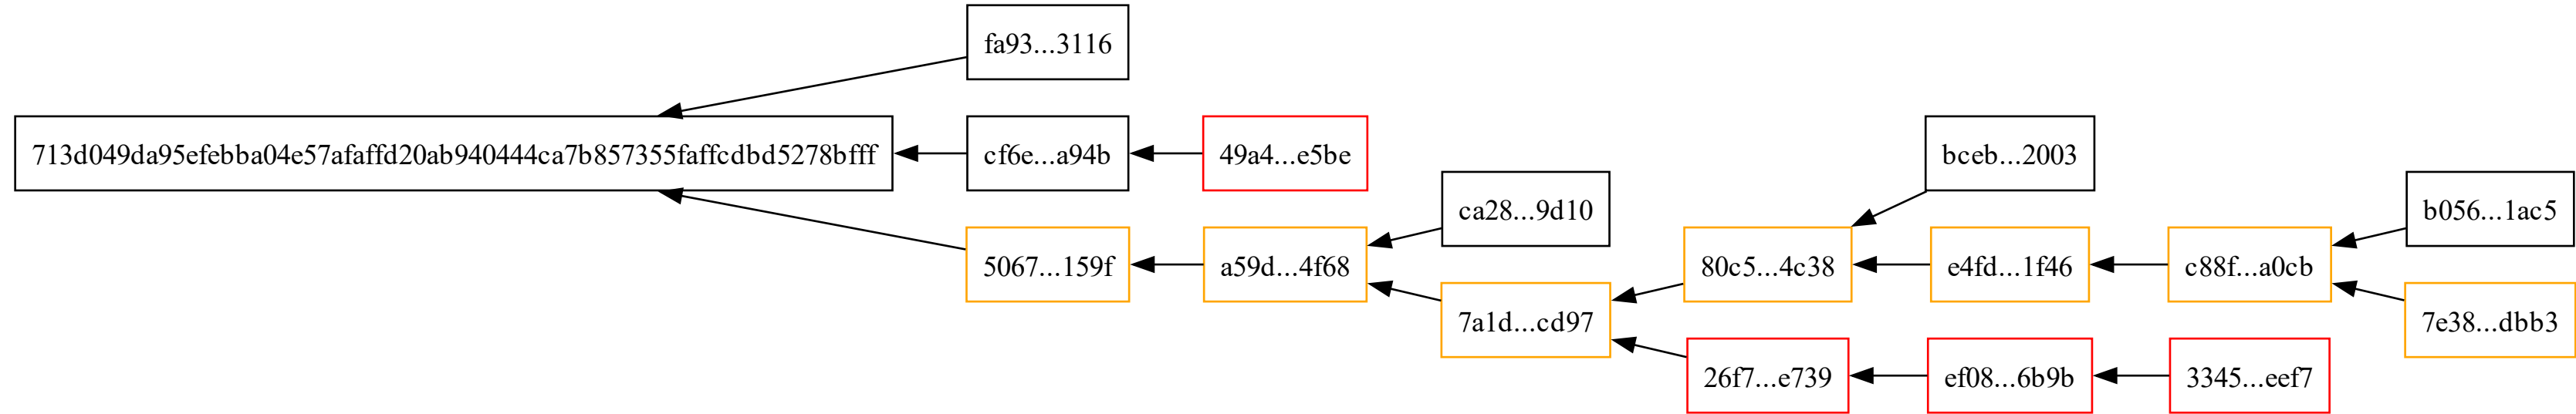 fa93...3116
713d049da95efebba04e57afaffd20ab940444ca7b857355faffcdbd5278bfff
cf6e...a94b
49a4...e5be
bceb...2003
ca28...9d10
b056...1ac5
5067...159f
a59d...4f68
80c5...4c38
e4fd...1f46
c88f...a0cb
7a1d...cd97
7e38...dbb3
26f7...e739
ef08...6b9b
3345...eef7